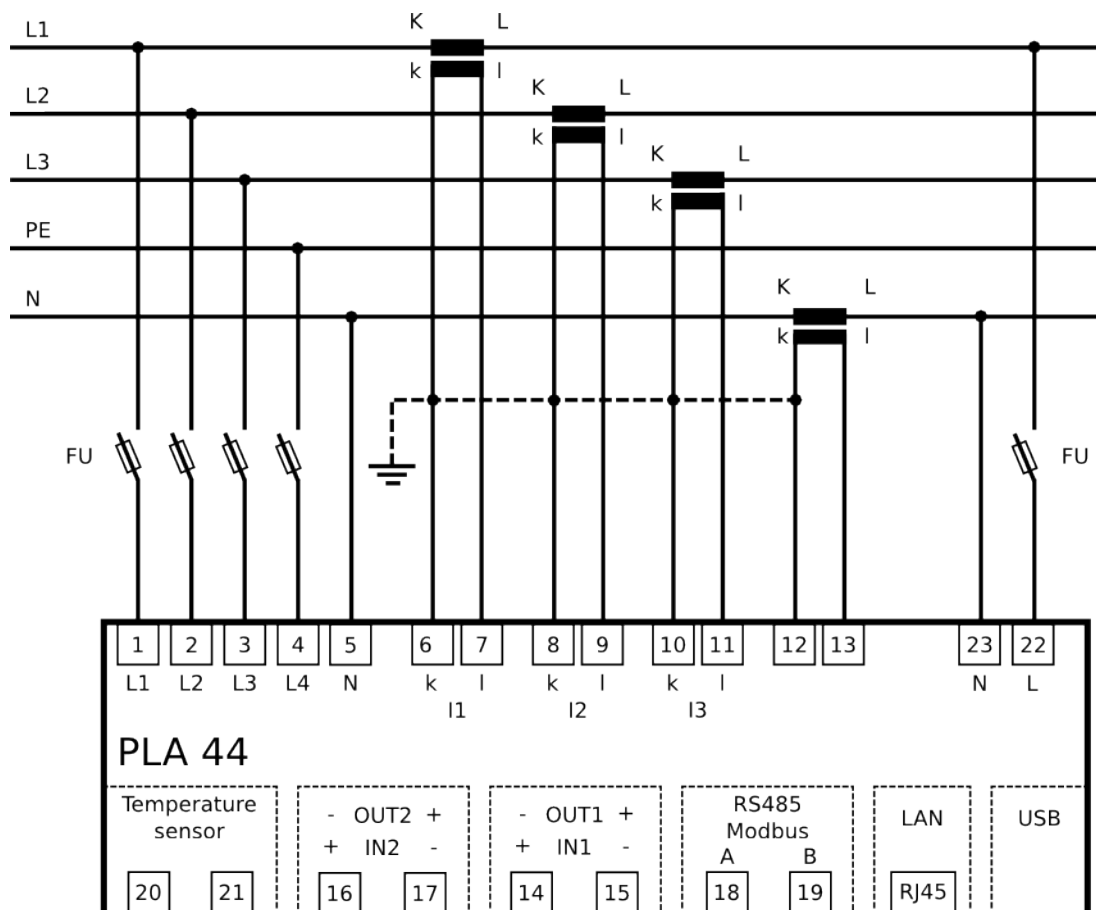 K L
L1
k l
K L
L2
k l
K L
L3
k l
PE
K L
N
k l
FU FU
1 2 3 4 5 6 7 8 9 10 11 12 13 23 22
L1 L2 L3 L4 N k l k l k l N L
I1 I2 I3
PLA 44
Temperature
sensor
20 21
- OUT2 +
+ IN2 -
16 17
- OUT1 +
+ IN1 -
14 15
RS485
Modbus
A B
18 19
LAN
RJ45
USB